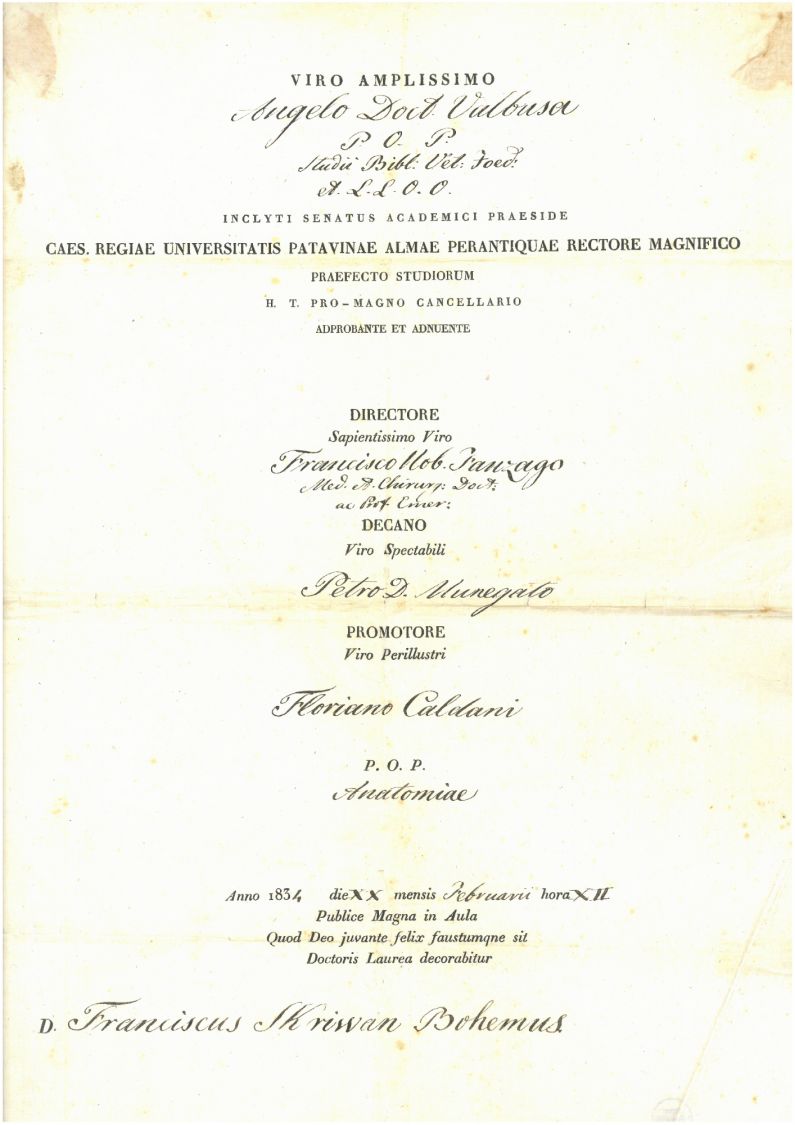 VIRO AMPLISSIMO
Angelo Doct. Valbusa
P. O. P.
Studii Bibl: Vet: Foed:
et. L. L. O. O.
INCLYTI SENATUS ACADEMICI PRAESIDE
CAES. REGIAE UNIVERSITATIS PATAVINAE ALMAE PERANTIQUAE RECTORE MAGNIFICO
PRAEFECTO STUDIORUM
H. T. PRO-MAGNO CANCELLARIO
ADPROBANTE ET ADNUENTE
DIRECTORE
Sapientissimo Viro
Francisco Nob. Fanzago
Med. et. Chirurg: Doct:
ac Prof Emer:
DECANO
Viro Spectabili
Petro D. Munegato
PROMOTORE
Viro Perillustri
Floriano Caldani
P. O. P.
Anatomiae
Anno 1834 die XX mensis Februarii hora XII
Publice Magna in Aula
Quod Deo juvante felix faustumqne sit
Doctoris Laurea decorabitur
D. Franciscus Skriwan Bohemus